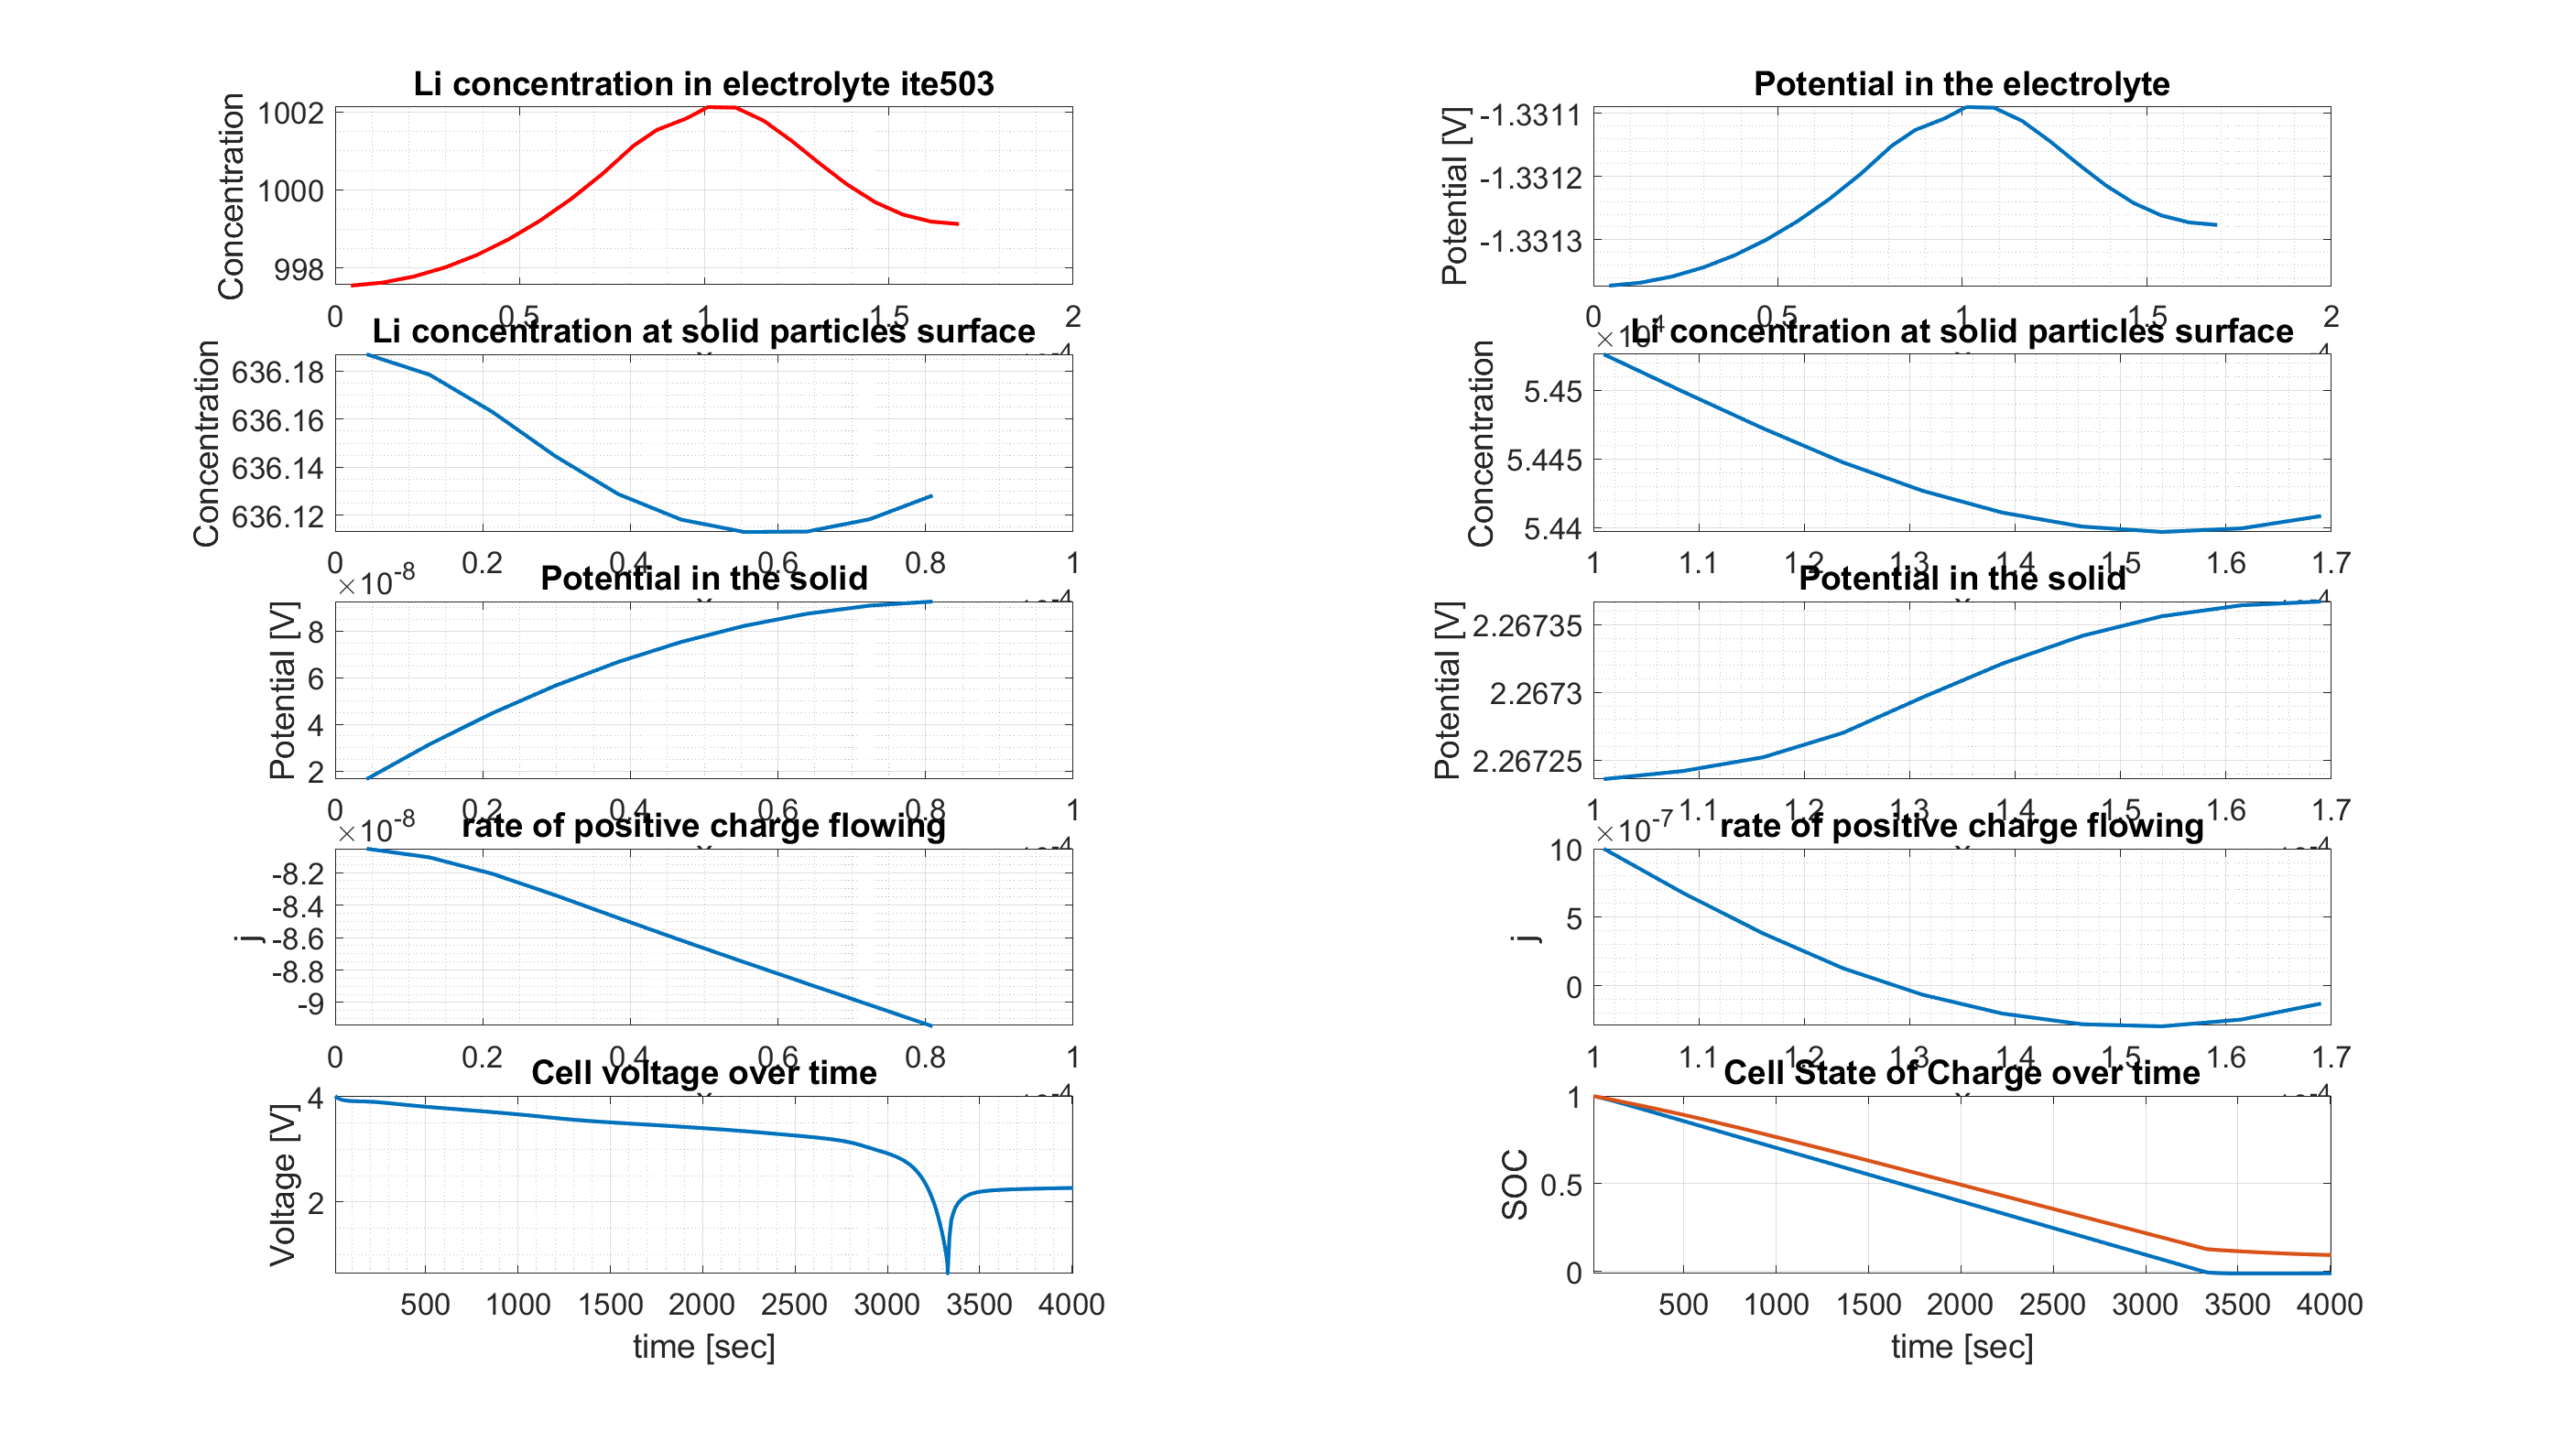 Li concentration in electrolyte ite503
Concentration
1002
1000
998
0 0.5 1 1.5 2
Potential in the electrolyte
Potential [V]
-1.3311
-1.3312
-1.3313
0 0.5 1 1.5 2
Li concentration at solid particles surface
Concentration
636.18
636.16
636.14
636.12
0 0.2 0.4 0.6 0.8 1
Li concentration at solid particles surface
Concentration
5.45
5.445
5.44
1 1.1 1.2 1.3 1.4 1.5 1.6 1.7
Potential in the solid
×10-8
Potential [V]
8
6
4
2
0 0.2 0.4 0.6 0.8 1
Potential in the solid
Potential [V]
2.26735
2.2673
2.26725
1 1.1 1.2 1.3 1.4 1.5 1.6 1.7
rate of positive charge flowing
×10-8
j
-8.2
-8.4
-8.6
-8.8
-9
0 0.2 0.4 0.6 0.8 1
rate of positive charge flowing
×10-7
j
10
5
0
1 1.1 1.2 1.3 1.4 1.5 1.6 1.7
Cell voltage over time
Voltage [V]
4
2
500 1000 1500 2000 2500 3000 3500 4000
time [sec]
Cell State of Charge over time
SOC
1
0.5
0
500 1000 1500 2000 2500 3000 3500 4000
time [sec]